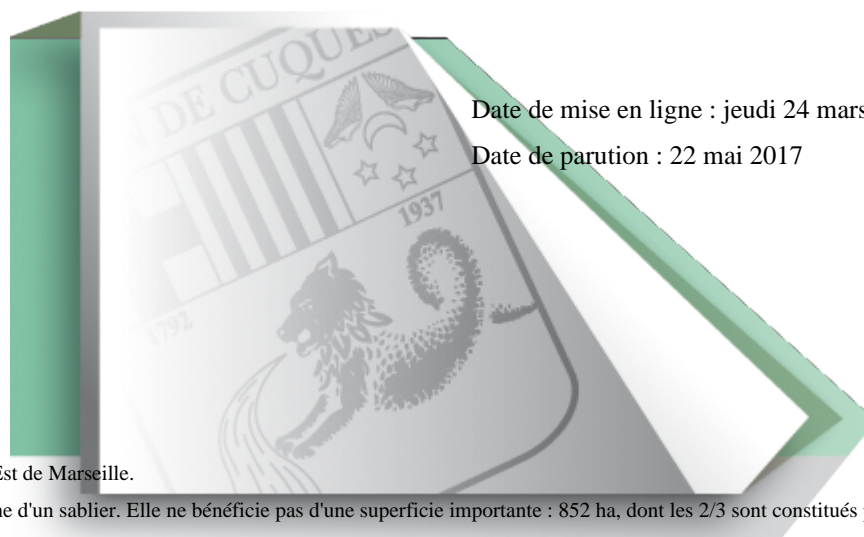 N DE CUQUES
Date de mise en ligne : jeudi 24 mars
Date de parution : 22 mai 2017
1937
1792
Est de Marseille.
d'un sablier. Elle ne bénéficie pas d'une superficie importante : 852 ha, dont les 2/3 sont constitués